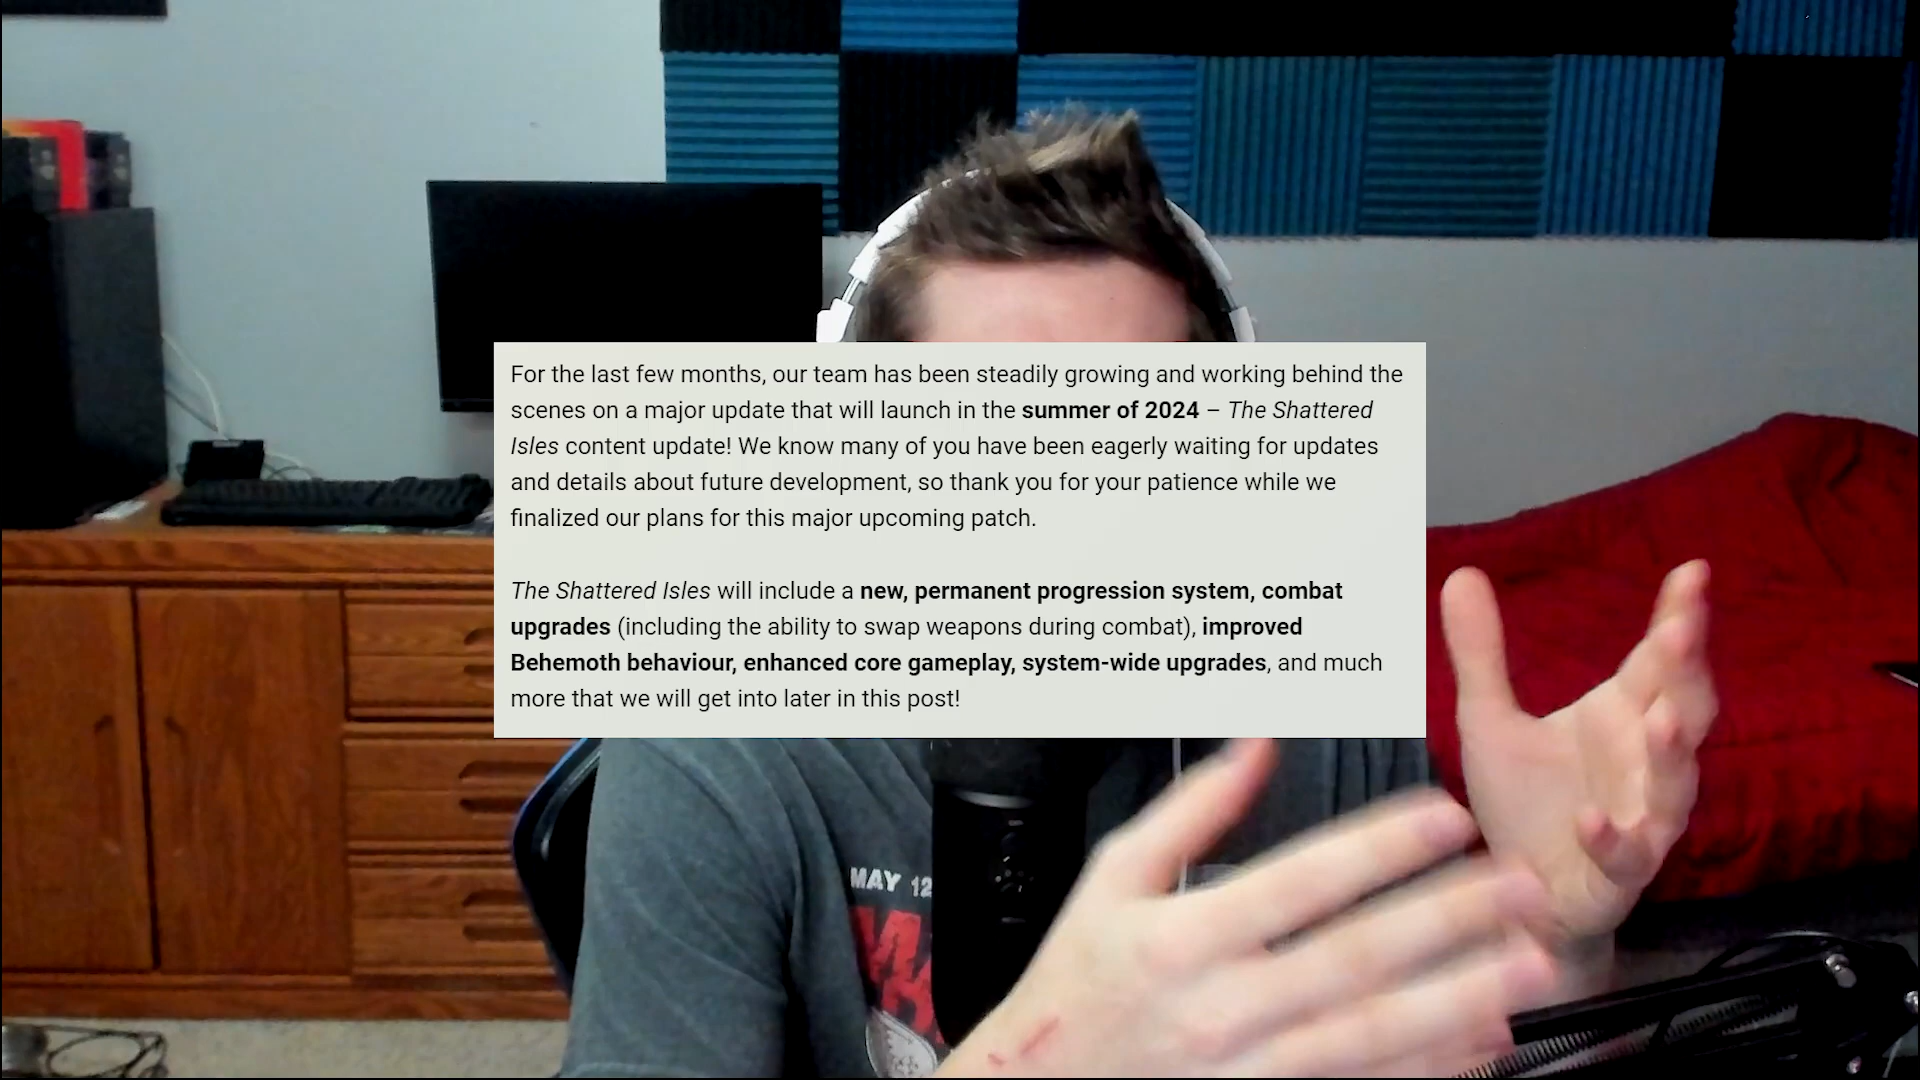 For the last few months, our team has been steadily growing and working behind the
scenes on a major update that will launch in the summer of 2024 – The Shattered
Isles content update! We know many of you have been eagerly waiting for updates
and details about future development, so thank you for your patience while we
finalized our plans for this major upcoming patch.
The Shattered Isles will include a new, permanent progression system, combat
upgrades (including the ability to swap weapons during combat), improved
Behemoth behaviour, enhanced core gameplay, system-wide upgrades, and much
more that we will get into later in this post!
MAY 12